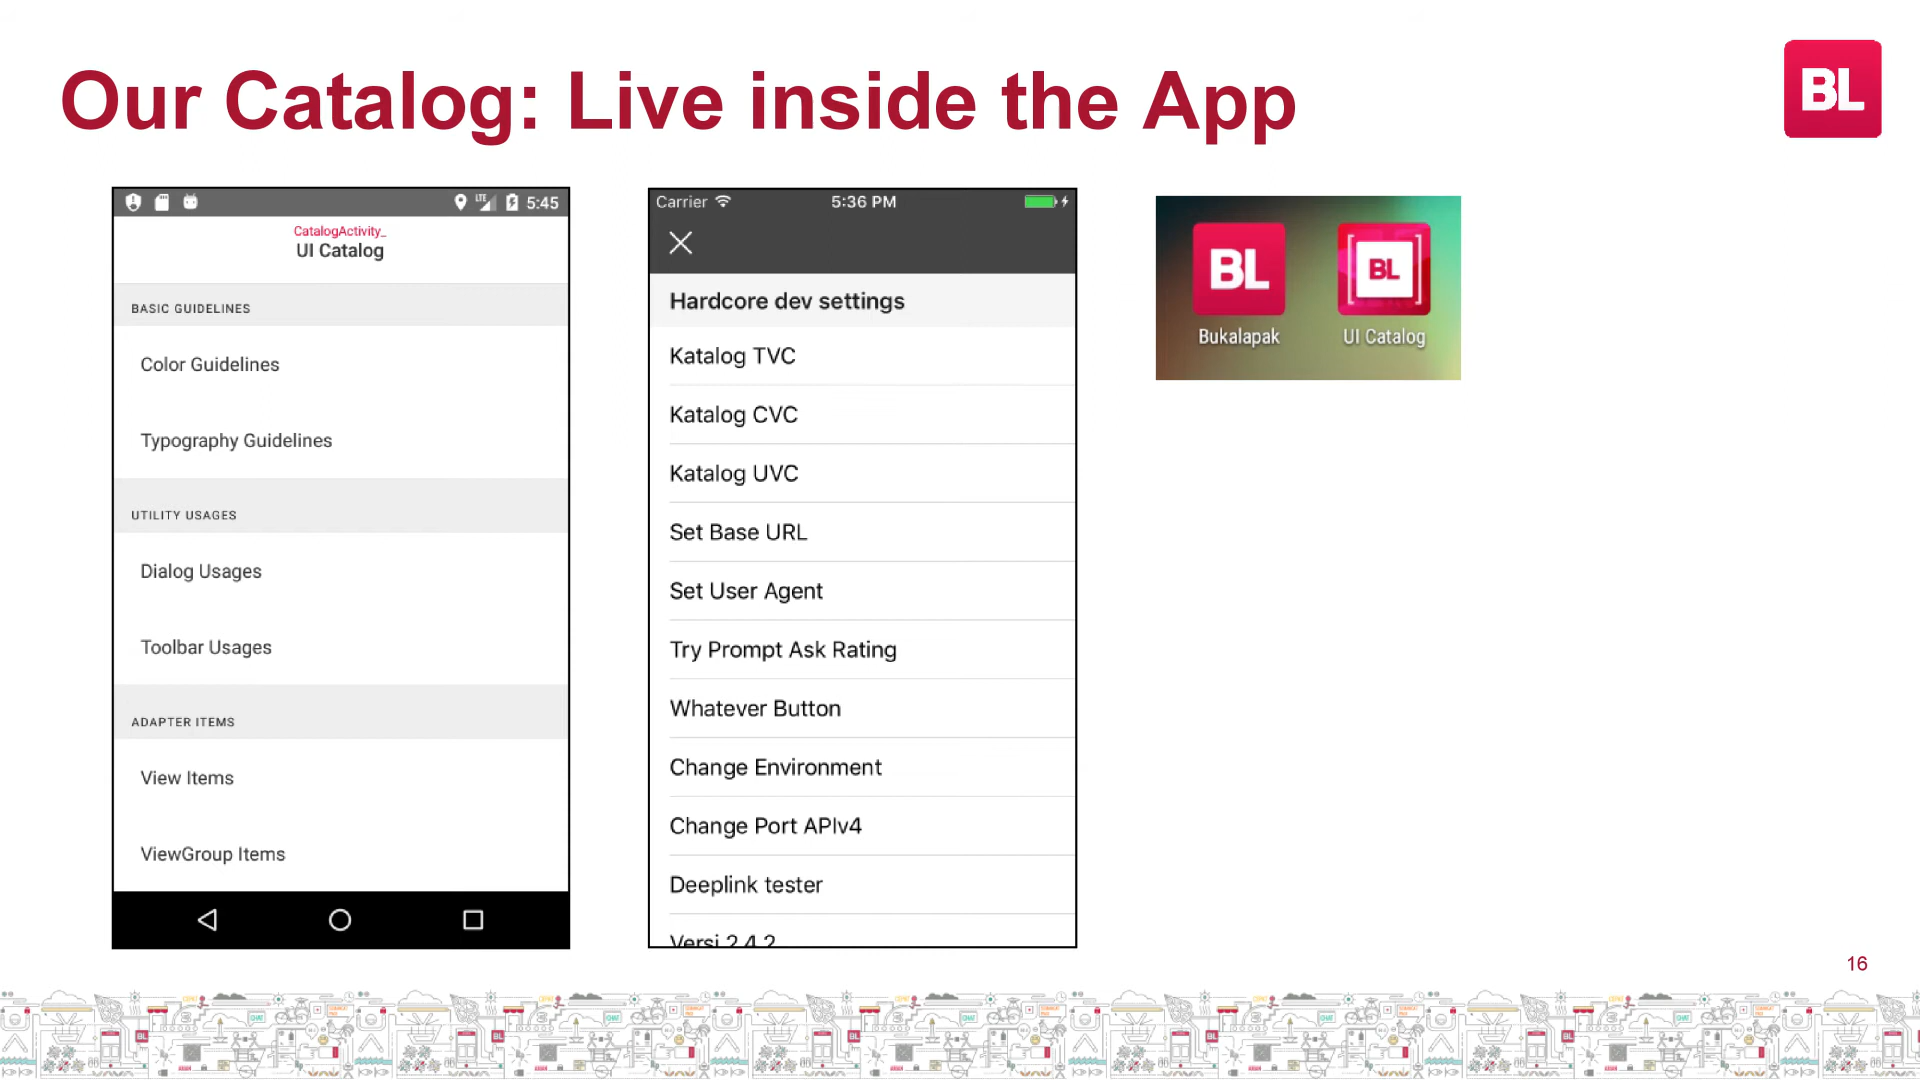 Our Catalog: Live inside the App
BL
LTE 5:45
CatalogActivity_
UI Catalog
BASIC GUIDELINES
Color Guidelines
Typography Guidelines
UTILITY USAGES
Dialog Usages
Toolbar Usages
ADAPTER ITEMS
View Items
ViewGroup Items
Carrier 5:36 PM
Hardcore dev settings
Katalog TVC
Katalog CVC
Katalog UVC
Set Base URL
Set User Agent
Try Prompt Ask Rating
Whatever Button
Change Environment
Change Port APIv4
Deeplink tester
Versi 2.4.2
BL BL
Bukalapak UI Catalog
16